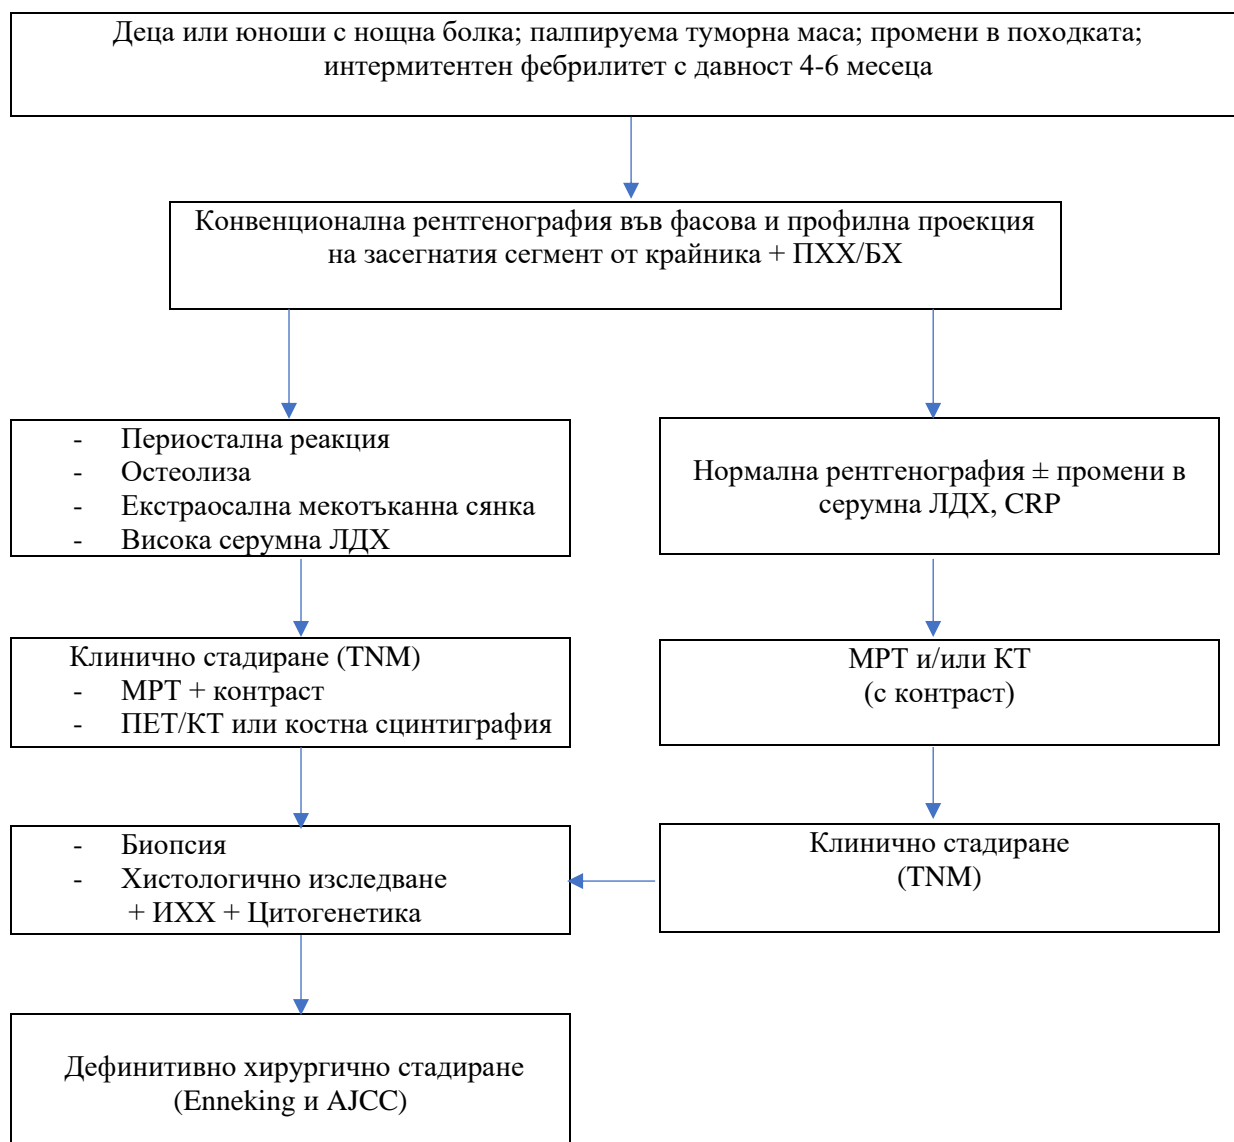 Деца или юноши с нощна болка; палпируема туморна маса; промени в походката;
интермитентен фебрилитет с давност 4-6 месеца
Конвенционална рентгенография във фасова и профилна проекция
на засегнатия сегмент от крайника + ПХХ/БХ
- Периостална реакция
- Остеолиза
- Екстраосална мекотъканна сянка
- Висока серумна ЛДХ
Нормална рентгенография ± промени в
серумна ЛДХ, CRP
Клинично стадиране (TNM)
- МРТ + контраст
- ПЕТ/КТ или костна сцинтиграфия
МРТ и/или КТ
(с контраст)
- Биопсия
- Хистологично изследване
+ ИХХ + Цитогенетика
Клинично стадиране
(TNM)
Дефинитивно хирургично стадиране
(Enneking и AJCC)